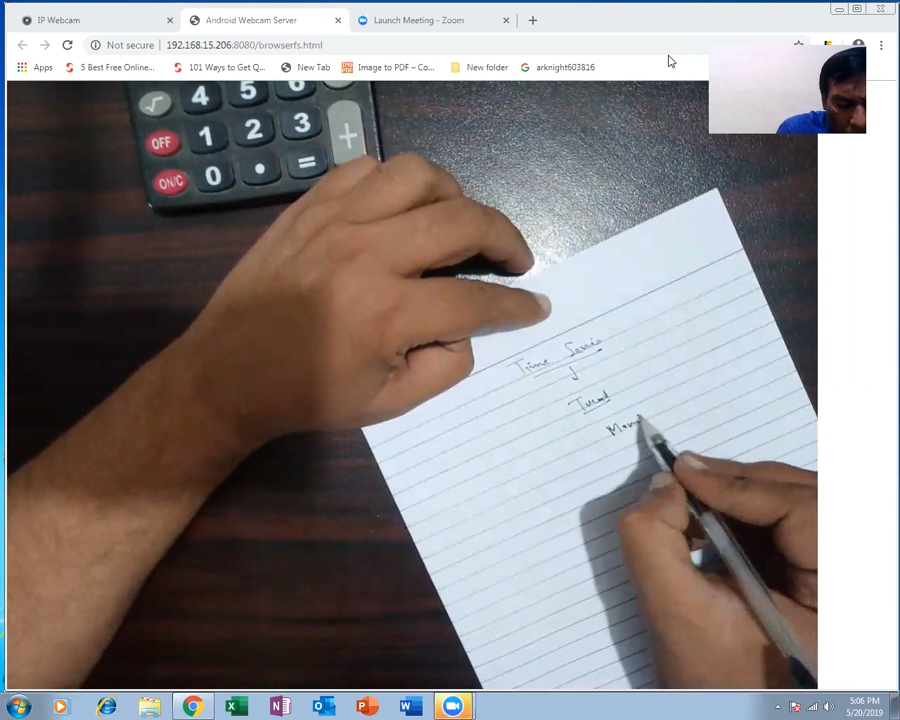 IP Webcam
Android Webcam Server
Launch Meeting - Zoom
Not secure
192.168.15.206:8080/browserfs.html
Apps
5 Best Free Onlin...
101 Ways to Get Q...
New Tab
Image to PDF – Co...
New folder
arknight603816
√ 4 5 6
OFF 1 2 3 +
ON/C 0 • =
Time Series
↓
Trend
5:06 PM
5/20/2019